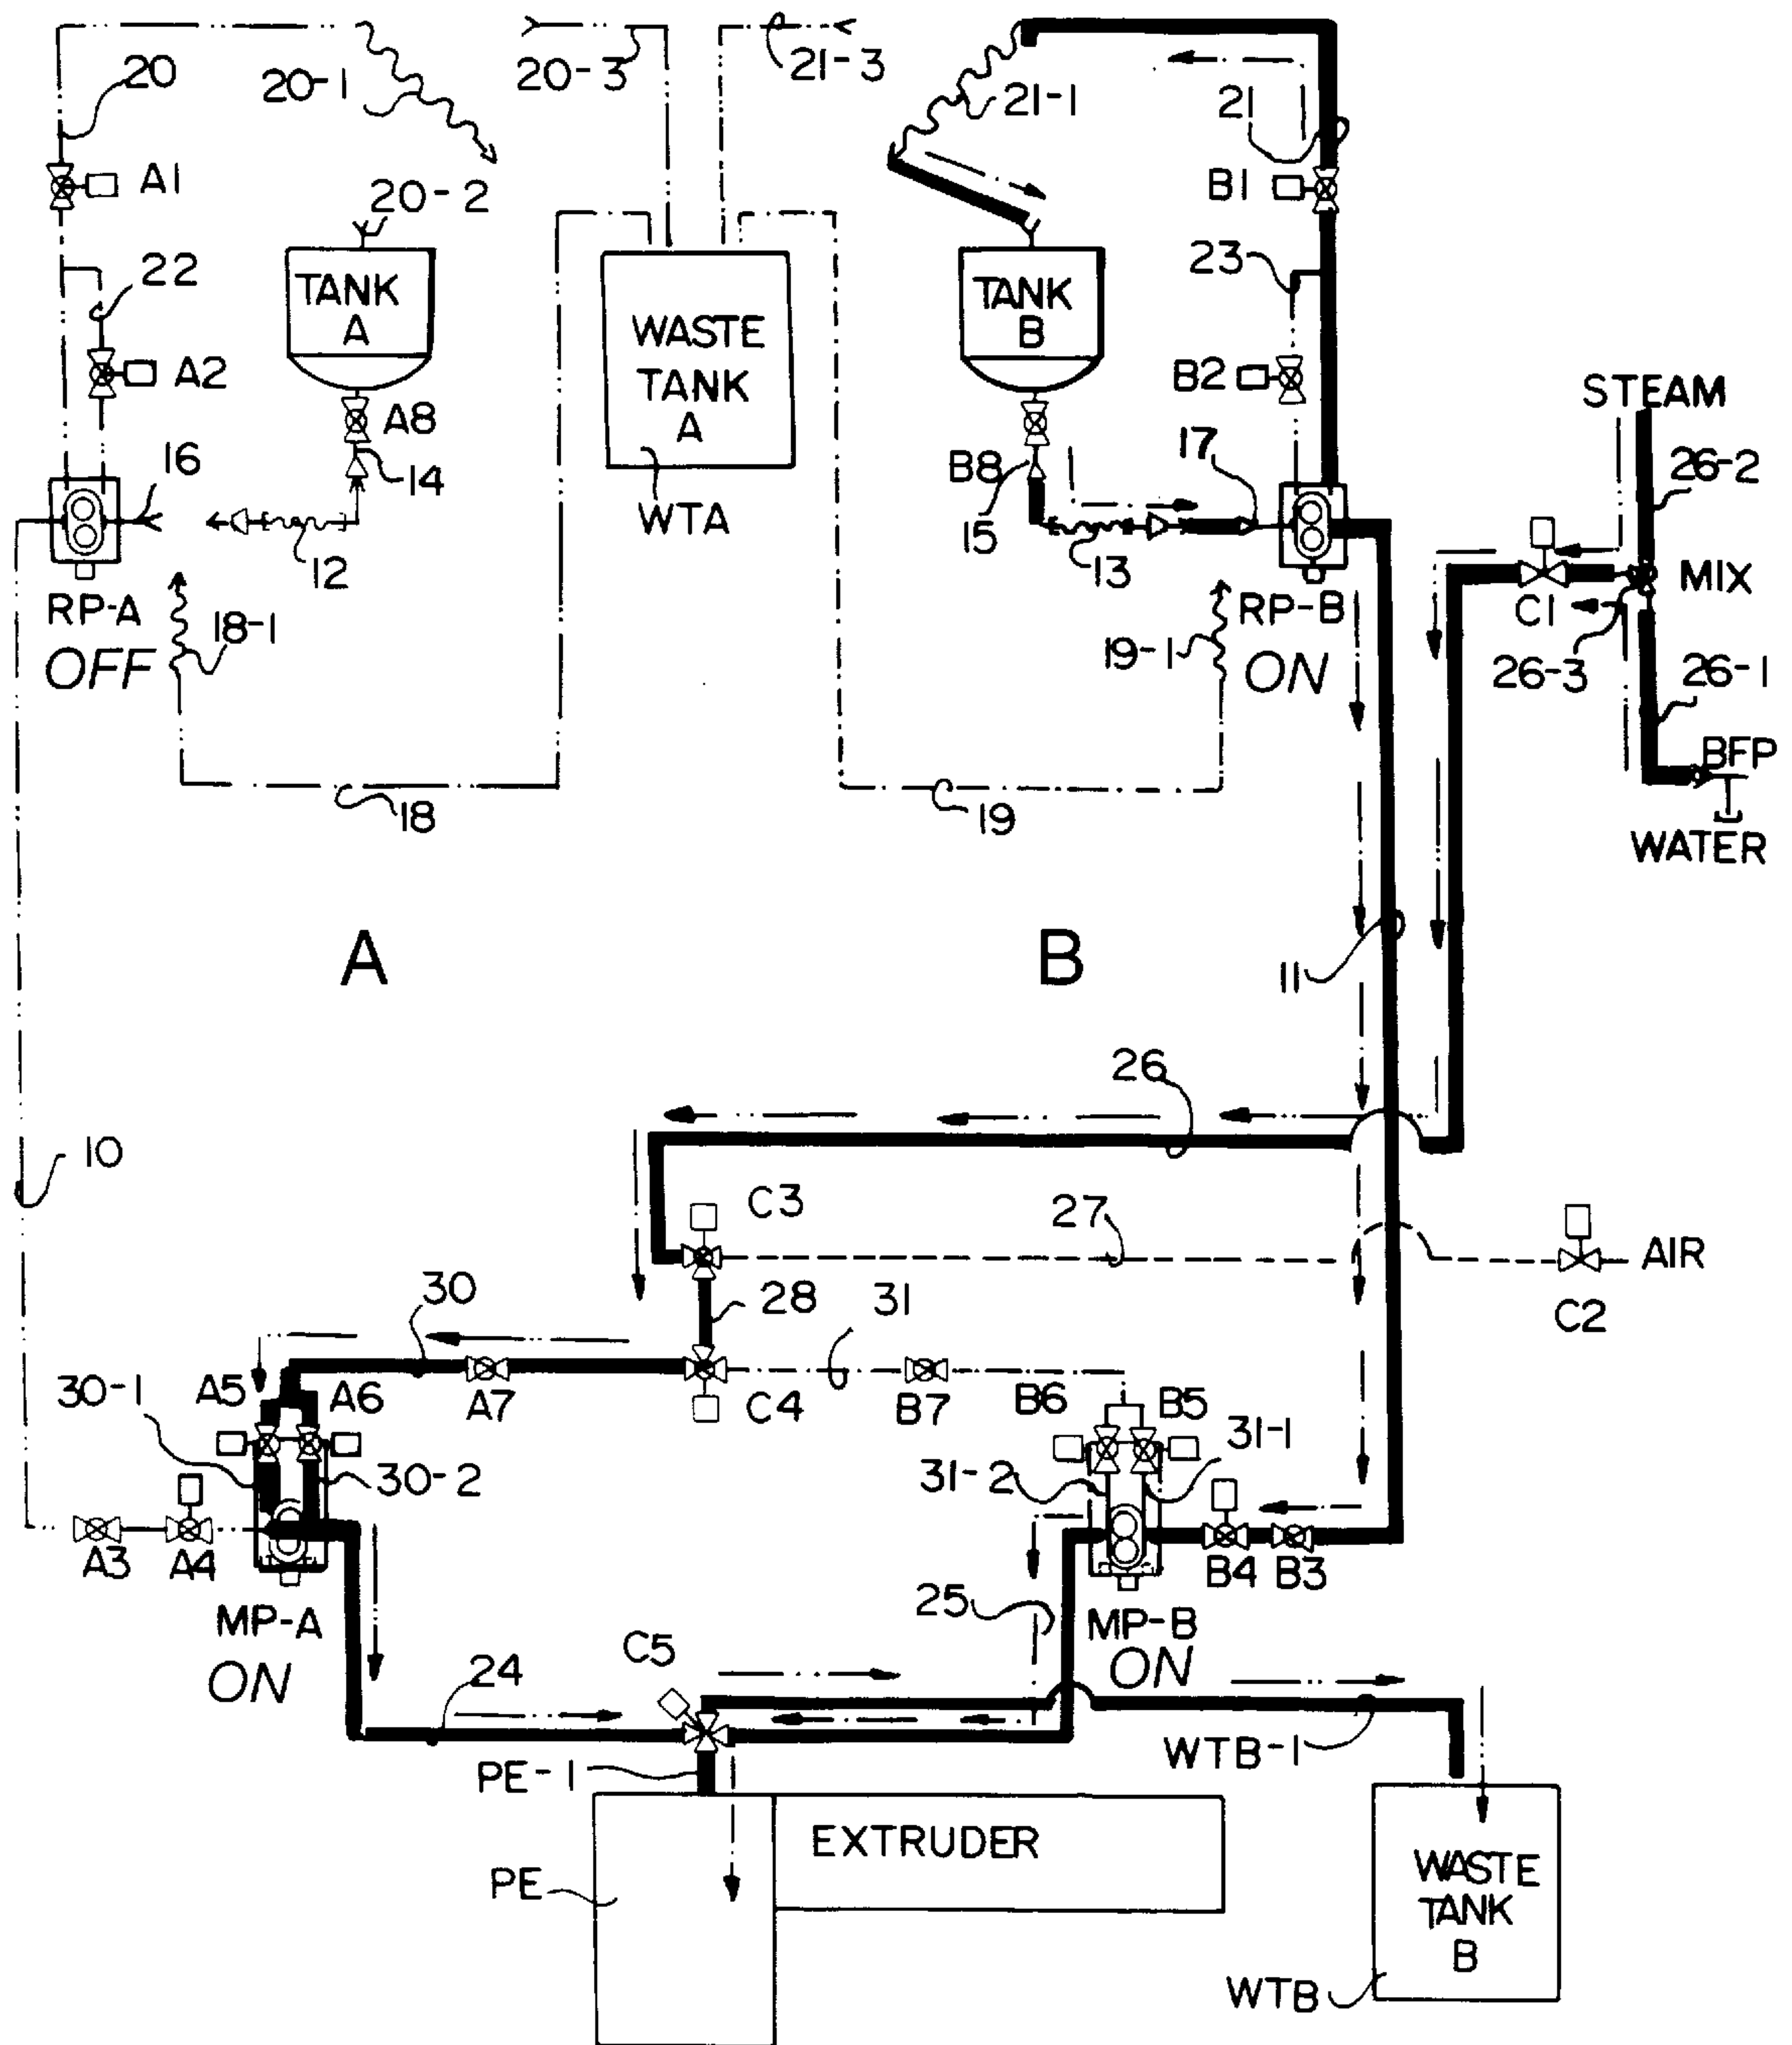 20
20-1
20-3
21-3
21-1
21
A1
20-2
B1
22
TANK
A
WASTE
TANK
A
TANK
B
23
A2
B2
STEAM
A8
16
14
WTA
B8
17
26-2
12
15
13
MIX
RP-A
18-1
RP-B
C1
OFF
19-1
ON
26-3
26-1
BFP
18
19
WATER
A
B
11
26
10
C3
27
AIR
30
28
31
C2
30-1
A5
A6
A7
C4
B7
B6
B5
31-1
30-2
31-2
A3
A4
B4
B3
25
MP-A
C5
MP-B
ON
24
ON
PE-1
WTB-1
EXTRUDER
PE
WASTE
TANK
B
WTB